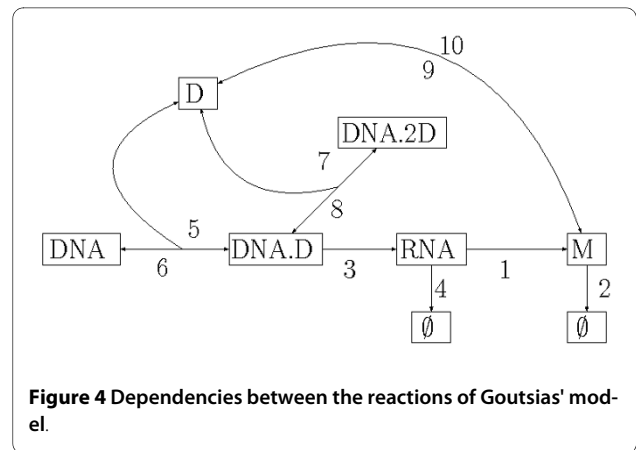 10
9
D
DNA.2D
7
8
5
DNA
DNA.D
RNA
M
6
3
1
4
2
∅
∅
Figure 4 Dependencies between the reactions of Goutsias' mod-
el.